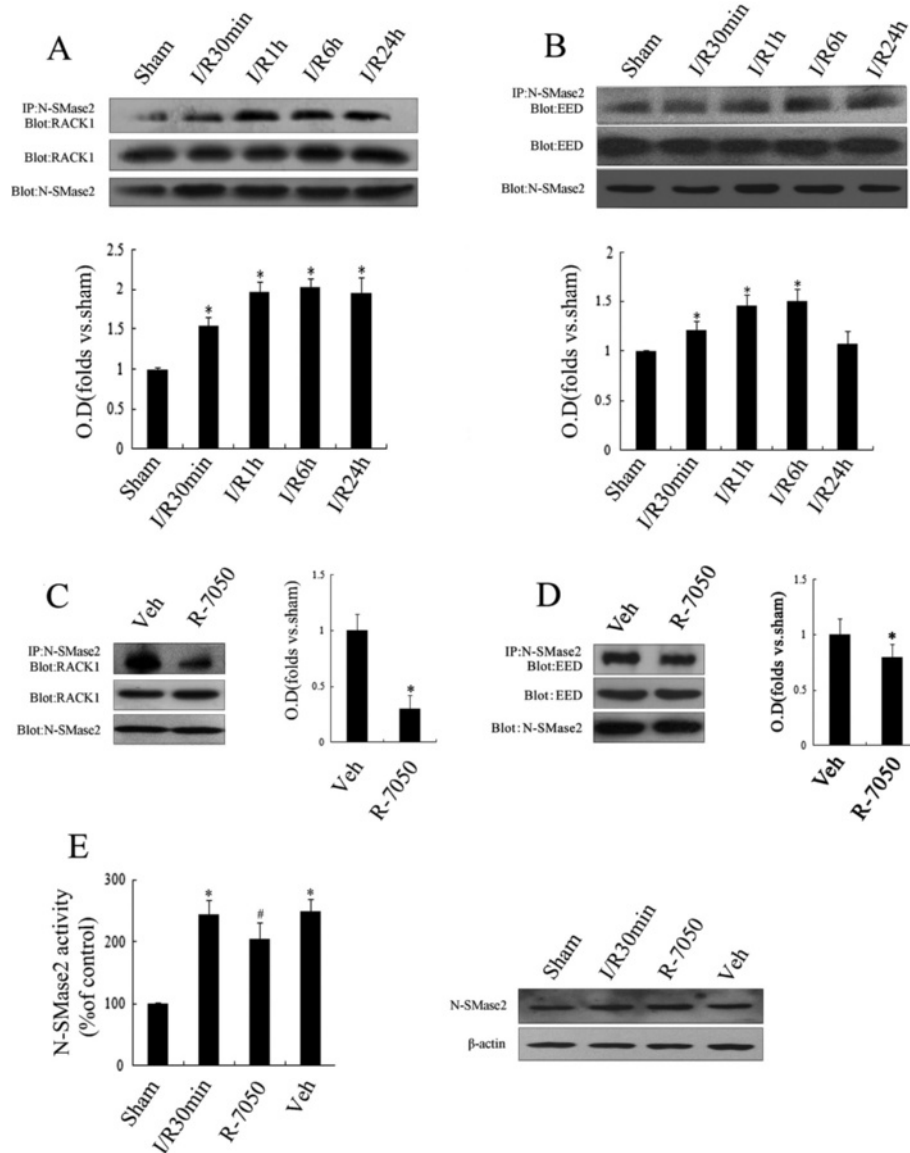 A
Sham I/R30min I/R1h I/R6h I/R24h
IP:N-SMase2
Blot:RACK1
Blot:RACK1
Blot:N-SMase2
O.D(folds vs.sham)
2.5
2
1.5
1
0.5
0
* * * *
Sham I/R30min I/R1h I/R6h I/R24h
B
Sham I/R30min I/R1h I/R6h I/R24h
IP:N-SMase2
Blot:EED
Blot:EED
Blot:N-SMase2
O.D(folds vs.sham)
2
1.5
1
0.5
0
* * *
Sham I/R30min I/R1h I/R6h I/R24h
C
Veh R-7050
IP:N-SMase2
Blot:RACK1
Blot:RACK1
Blot:N-SMase2
O.D(folds vs.sham)
1.5
1
0.5
0
*
Veh R-7050
D
Veh R-7050
IP:N-SMase2
Blot:EED
Blot:EED
Blot:N-SMase2
O.D(folds vs.sham)
1.5
1
0.5
0
*
Veh R-7050
E
N-SMase2 activity
(%of control)
300
200
100
0
* # *
Sham I/R30min R-7050 Veh
Sham I/R30min R-7050 Veh
N-SMase2
β-actin